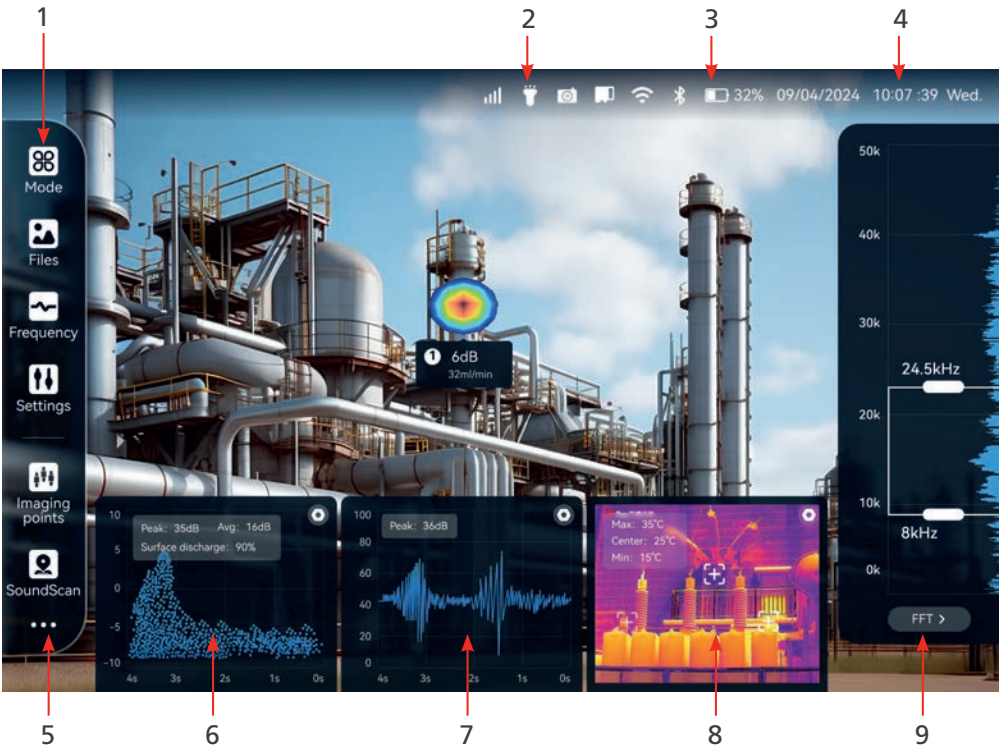 1
2
3
4
32% 09/04/2024 10:07 :39 Wed.
Mode
Files
Frequency
Settings
Imaging
points
SoundScan
1 6dB
32ml/min
50k
40k
30k
24.5kHz
20k
10k
8kHz
0k
FFT >
10
5
0
-5
-10
Peak: 35dB Avg: 16dB
Surface discharge: 90%
4s 3s 2s 1s 0s
100
80
60
40
20
0
Peak: 36dB
4s 3s 2s 1s 0s
Max: 35°C
Center: 25°C
Min: 15°C
5
6
7
8
9